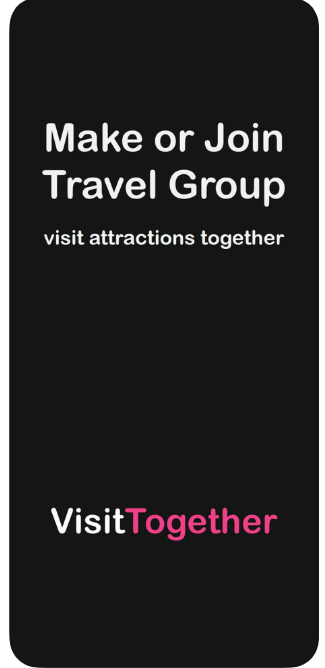 Make or Join
Travel Group
visit attractions together
VisitTogether